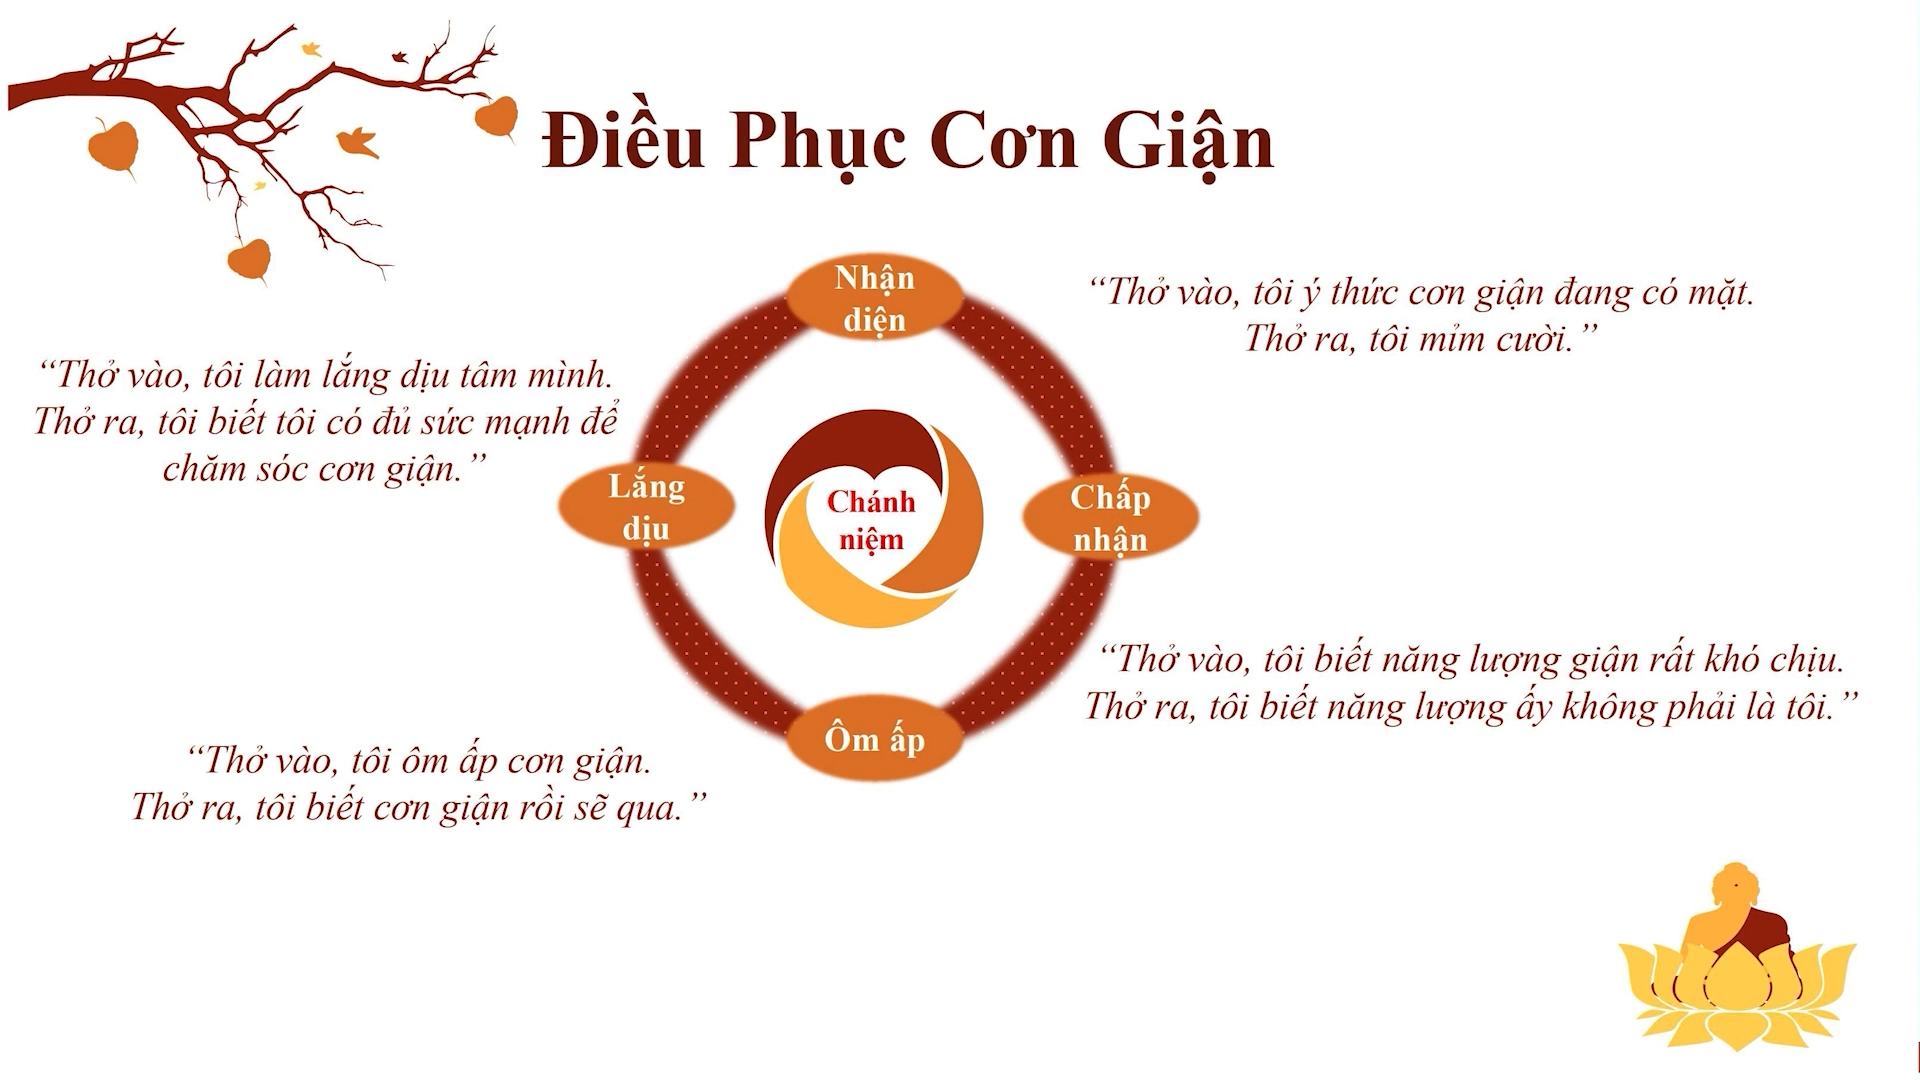 Điều Phục Cơn Giận
Nhận
diện
“Thở vào, tôi ý thức cơn giận đang có mặt.
Thở ra, tôi mỉm cười.”
“Thở vào, tôi làm lắng dịu tâm mình.
Thở ra, tôi biết tôi có đủ sức mạnh để
chăm sóc cơn giận.”
Lắng
dịu
Chánh
niệm
Chấp
nhận
“Thở vào, tôi biết năng lượng giận rất khó chịu.
Thở ra, tôi biết năng lượng ấy không phải là tôi.”
Ôm ấp
“Thở vào, tôi ôm ấp cơn giận.
Thở ra, tôi biết cơn giận rồi sẽ qua.”